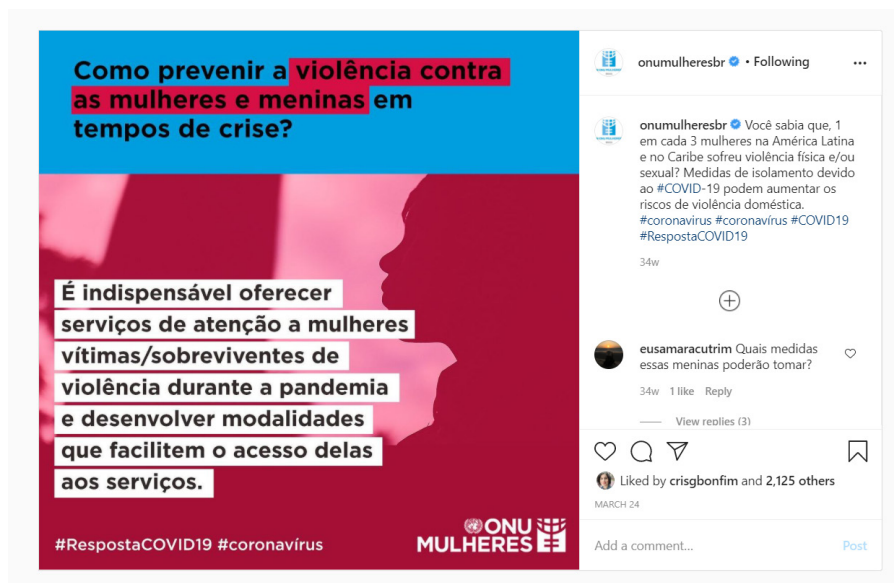 Como prevenir a violência contra
as mulheres e meninas em
tempos de crise?
É indispensável oferecer
serviços de atenção a mulheres
vítimas/sobreviventes de
violência durante a pandemia
e desenvolver modalidades
que facilitem o acesso delas
aos serviços.
#RespostaCOVID19 #coronavírus
ONU
MULHERES
onumulheresbr • Following
onumulheresbr Você sabia que, 1
em cada 3 mulheres na América Latina
e no Caribe sofreu violência física e/ou
sexual? Medidas de isolamento devido
ao #COVID-19 podem aumentar os
riscos de violência doméstica.
#coronavirus #coronavírus #COVID19
#RespostaCOVID19
34w
eusamaracutrim Quais medidas
essas meninas poderão tomar?
34w 1 like Reply
View replies (3)
Liked by crisgbonfim and 2,125 others
MARCH 24
Add a comment... Post